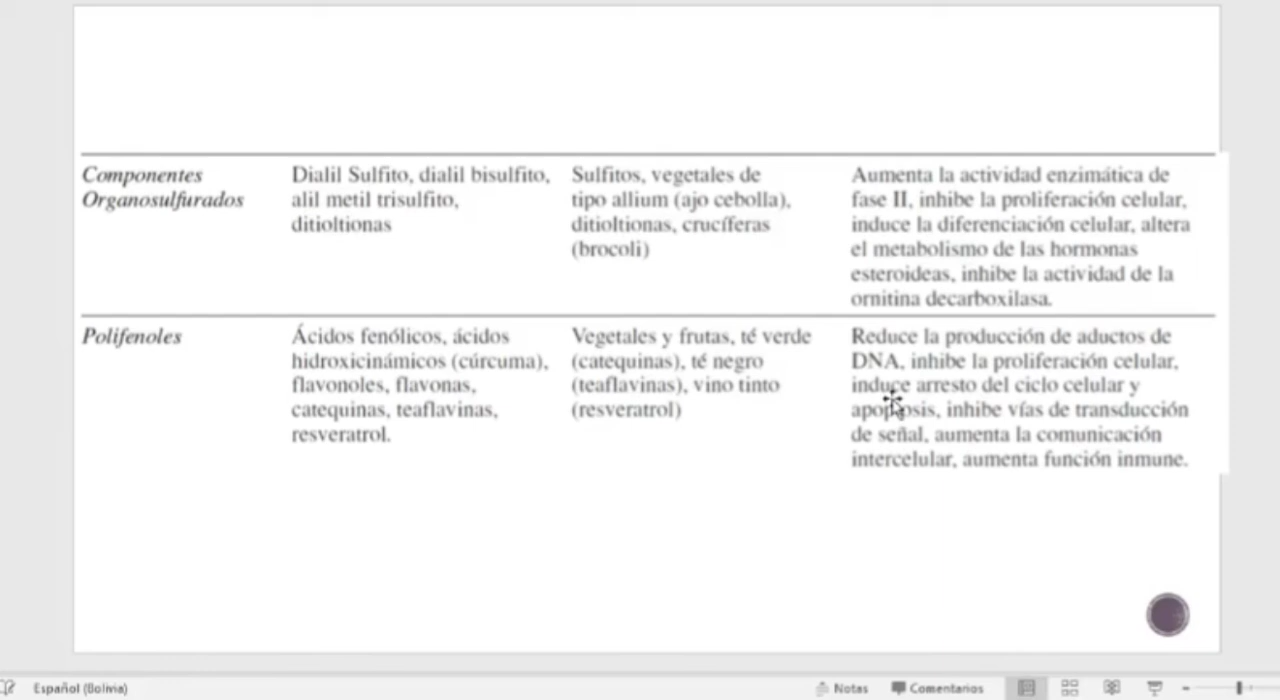 Componentes
Organosulfurados
Dialil Sulfito, dialil bisulfito,
alil metil trisulfito,
ditioltionas
Sulfitos, vegetales de
tipo allium (ajo cebolla),
ditioltionas, crucíferas
(brocoli)
Aumenta la actividad enzimática de
fase II, inhibe la proliferación celular,
induce la diferenciación celular, altera
el metabolismo de las hormonas
esteroideas, inhibe la actividad de la
ornitina decarboxilasa.
Polifenoles
Ácidos fenólicos, ácidos
hidroxicinámicos (cúrcuma),
flavonoles, flavonas,
catequinas, teaflavinas,
resveratrol.
Vegetales y frutas, té verde
(catequinas), té negro
(teaflavinas), vino tinto
(resveratrol)
Reduce la producción de aductos de
DNA, inhibe la proliferación celular,
induce arresto del ciclo celular y
apoptosis, inhibe vías de transducción
de señal, aumenta la comunicación
intercelular, aumenta función inmune.
Español (Bolivia)
Notas
Comentarios